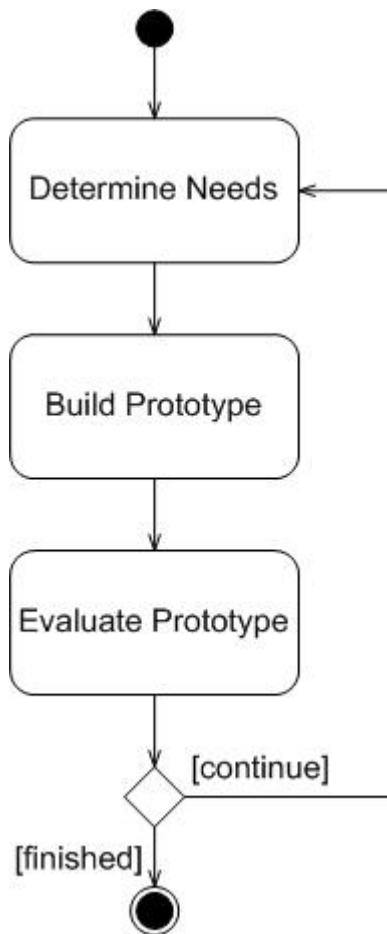 Determine Needs
Build Prototype
Evaluate Prototype
[continue]
[finished]